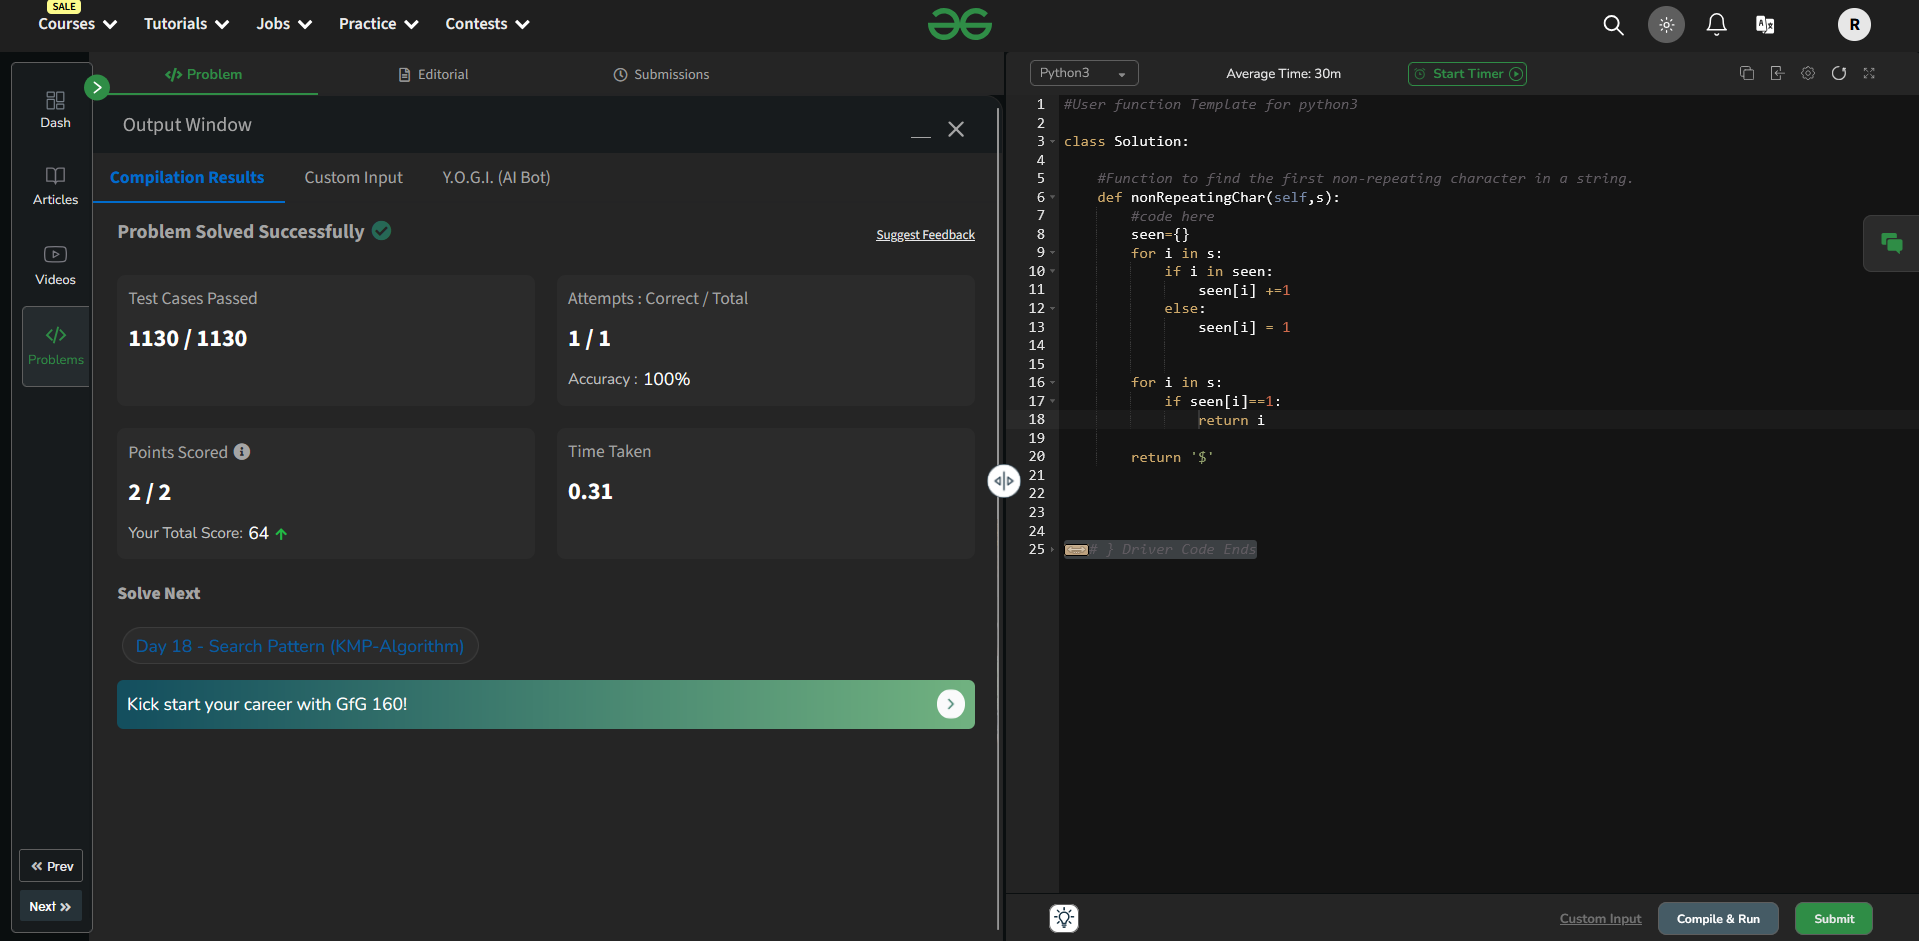 SALE
Courses Tutorials Jobs Practice Contests
R
Dash
Articles
Videos
Problems
Prev
Next
Problem Editorial Submissions
Output Window
Compilation Results Custom Input Y.O.G.I. (AI Bot)
Problem Solved Successfully
Suggest Feedback
Test Cases Passed
1130 / 1130
Attempts : Correct / Total
1 / 1
Accuracy : 100%
Points Scored
2 / 2
Your Total Score: 64
Time Taken
0.31
Solve Next
Day 18 - Search Pattern (KMP-Algorithm)
Kick start your career with GfG 160!
Python3 Average Time: 30m Start Timer
1 #User function Template for python3
2
3 class Solution:
4
5     #Function to find the first non-repeating character in a string.
6     def nonRepeatingChar(self,s):
7         #code here
8         seen={}
9         for i in s:
10             if i in seen:
11                 seen[i] +=1
12             else:
13                 seen[i] = 1
14
15
16         for i in s:
17             if seen[i]==1:
18                 return i
19
20         return '$'
21
22
23
24
25 # } Driver Code Ends
Custom Input Compile & Run Submit